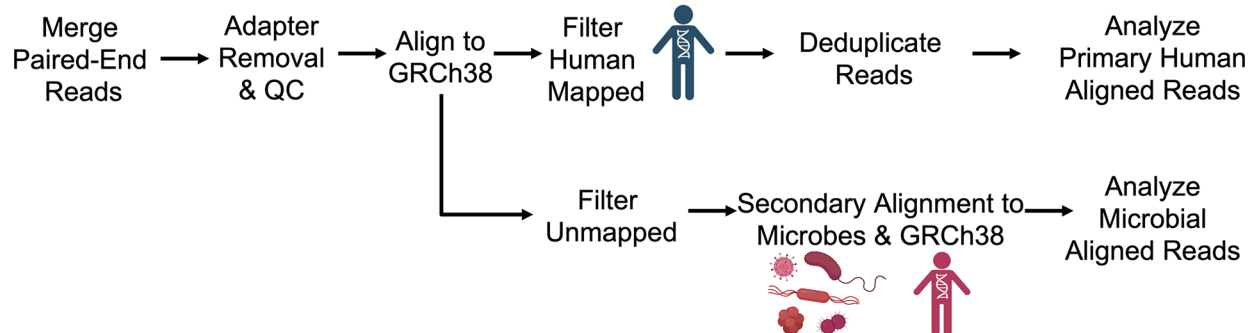 Merge
Paired-End
Reads
Adapter
Removal
& QC
Align to
GRCh38
Filter
Human
Mapped
Deduplicate
Reads
Analyze
Primary Human
Aligned Reads
Filter
Unmapped
Secondary Alignment to
Microbes & GRCh38
Analyze
Microbial
Aligned Reads